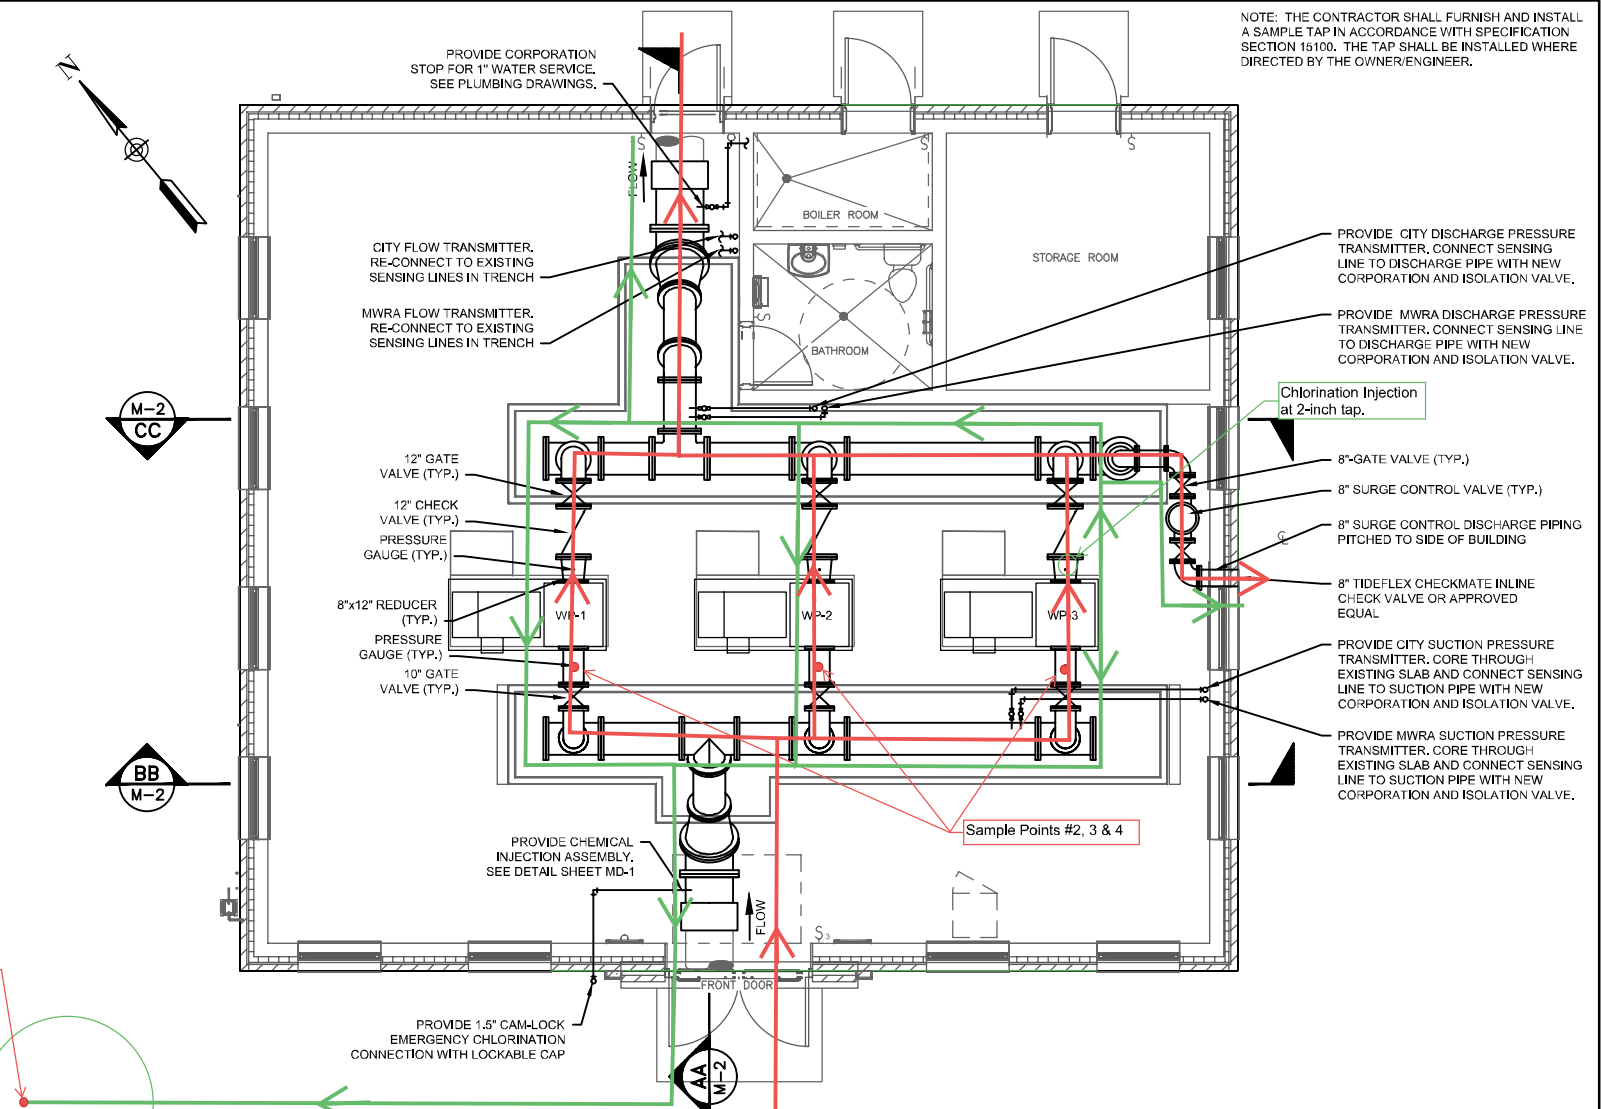 NOTE: THE CONTRACTOR SHALL FURNISH AND INSTALL
A SAMPLE TAP IN ACCORDANCE WITH SPECIFICATION
SECTION 15100. THE TAP SHALL BE INSTALLED WHERE
DIRECTED BY THE OWNER/ENGINEER.
N
PROVIDE CORPORATION
STOP FOR 1" WATER SERVICE.
SEE PLUMBING DRAWINGS.
FLOW
S
S
BOILER ROOM
STORAGE ROOM
CITY FLOW TRANSMITTER.
RE-CONNECT TO EXISTING
SENSING LINES IN TRENCH
MWRA FLOW TRANSMITTER.
RE-CONNECT TO EXISTING
SENSING LINES IN TRENCH
S
BATHROOM
PROVIDE CITY DISCHARGE PRESSURE
TRANSMITTER. CONNECT SENSING
LINE TO DISCHARGE PIPE WITH NEW
CORPORATION AND ISOLATION VALVE.
PROVIDE MWRA DISCHARGE PRESSURE
TRANSMITTER. CONNECT SENSING LINE
TO DISCHARGE PIPE WITH NEW
CORPORATION AND ISOLATION VALVE.
Chlorination Injection
at 2-inch tap.
M-2
CC
12" GATE
VALVE (TYP.)
12" CHECK
VALVE (TYP.)
PRESSURE
GAUGE (TYP.)
8"x12" REDUCER
(TYP.)
PRESSURE
GAUGE (TYP.)
10" GATE
VALVE (TYP.)
WP-1
WP-2
WP-3
8"-GATE VALVE (TYP.)
8" SURGE CONTROL VALVE (TYP.)
8" SURGE CONTROL DISCHARGE PIPING
PITCHED TO SIDE OF BUILDING
8" TIDEFLEX CHECKMATE INLINE
CHECK VALVE OR APPROVED
EQUAL
PROVIDE CITY SUCTION PRESSURE
TRANSMITTER. CORE THROUGH
EXISTING SLAB AND CONNECT SENSING
LINE TO SUCTION PIPE WITH NEW
CORPORATION AND ISOLATION VALVE.
PROVIDE MWRA SUCTION PRESSURE
TRANSMITTER. CORE THROUGH
EXISTING SLAB AND CONNECT SENSING
LINE TO SUCTION PIPE WITH NEW
CORPORATION AND ISOLATION VALVE.
BB
M-2
Sample Points #2, 3 & 4
PROVIDE CHEMICAL
INJECTION ASSEMBLY.
SEE DETAIL SHEET MD-1
FLOW
S3
FRONT DOOR
PROVIDE 1.5" CAM-LOCK
EMERGENCY CHLORINATION
CONNECTION WITH LOCKABLE CAP
AA
M-2